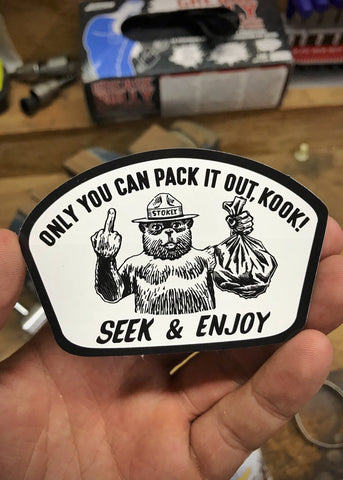 ONLY YOU CAN PACK IT OUT, KOOK!
STOKEY
SEEK & ENJOY